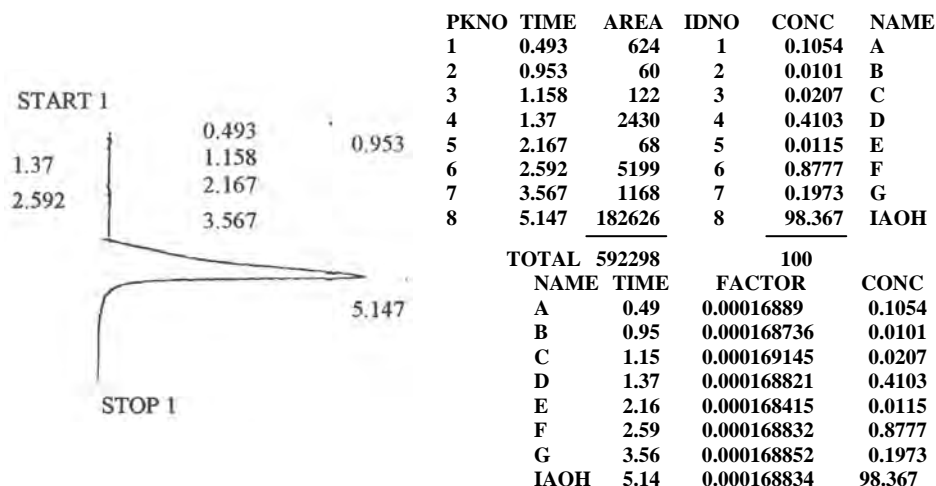 START 1
0.493
0.953
1.37
1.158
2.592
2.167
3.567
5.147
STOP 1
PKNO TIME AREA IDNO CONC NAME
1 0.493 624 1 0.1054 A
2 0.953 60 2 0.0101 B
3 1.158 122 3 0.0207 C
4 1.37 2430 4 0.4103 D
5 2.167 68 5 0.0115 E
6 2.592 5199 6 0.8777 F
7 3.567 1168 7 0.1973 G
8 5.147 182626 8 98.367 IAOH
TOTAL 592298 100
NAME TIME FACTOR CONC
A 0.49 0.00016889 0.1054
B 0.95 0.000168736 0.0101
C 1.15 0.000169145 0.0207
D 1.37 0.000168821 0.4103
E 2.16 0.000168415 0.0115
F 2.59 0.000168832 0.8777
G 3.56 0.000168852 0.1973
IAOH 5.14 0.000168834 98.367